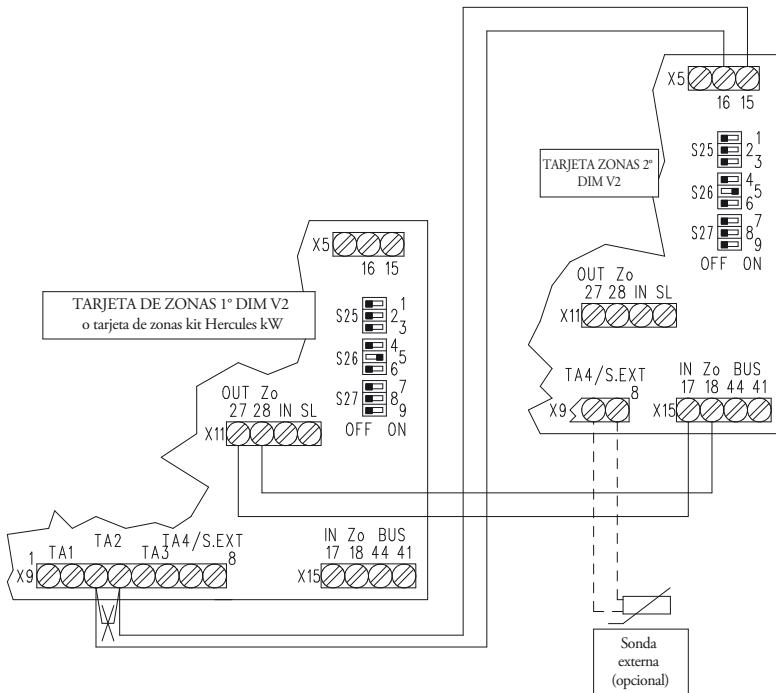 X5
16 15
S25
1
2
3
TARJETA ZONAS 2º
DIM V2
S26
4
5
6
S27
7
8
9
OFF ON
OUT Zo
27 28 IN SL
X11
TA4/S.EXT
8
X9
IN Zo BUS
17 18 44 41
X15
X5
16 15
TARJETA DE ZONAS 1º DIM V2
o tarjeta de zonas kit Hercules kW
S25
1
2
3
S26
4
5
6
S27
7
8
9
OFF ON
OUT Zo
27 28 IN SL
X11
1 TA1 TA2 TA3 TA4/S.EXT 8
X9
IN Zo BUS
17 18 44 41
X15
Sonda
externa
(opcional)